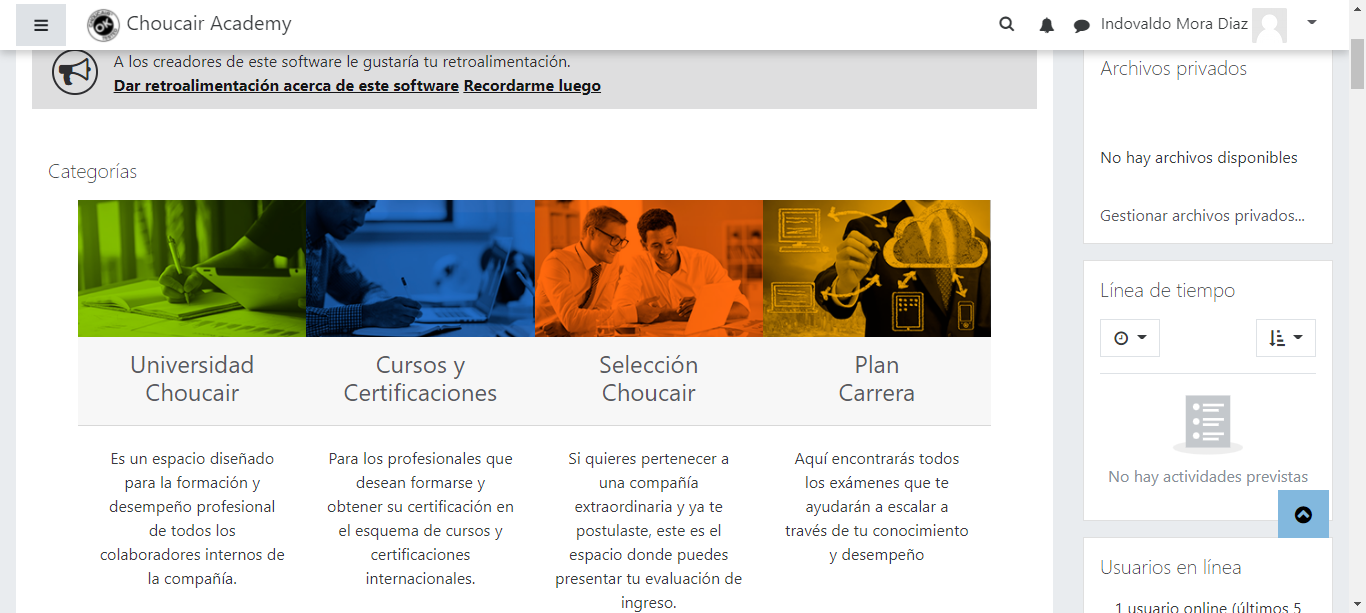 Choucair Academy
Indovaldo Mora Diaz
A los creadores de este software le gustaría tu retroalimentación.
Dar retroalimentación acerca de este software Recordarme luego
Categorías
Universidad
Choucair
Es un espacio diseñado
para la formación y
desempeño profesional
de todos los
colaboradores internos de
la compañía.
Cursos y
Certificaciones
Para los profesionales que
desean formarse y
obtener su certificación en
el esquema de cursos y
certificaciones
internacionales.
Selección
Choucair
Si quieres pertenecer a
una compañía
extraordinaria y ya te
postulaste, este es el
espacio donde puedes
presentar tu evaluación de
ingreso.
Plan
Carrera
Aquí encontrarás todos
los exámenes que te
ayudarán a escalar a
través de tu conocimiento
y desempeño
Archivos privados
No hay archivos disponibles
Gestionar archivos privados...
Línea de tiempo
No hay actividades previstas
Usuarios en línea
1 usuario online (últimos 5